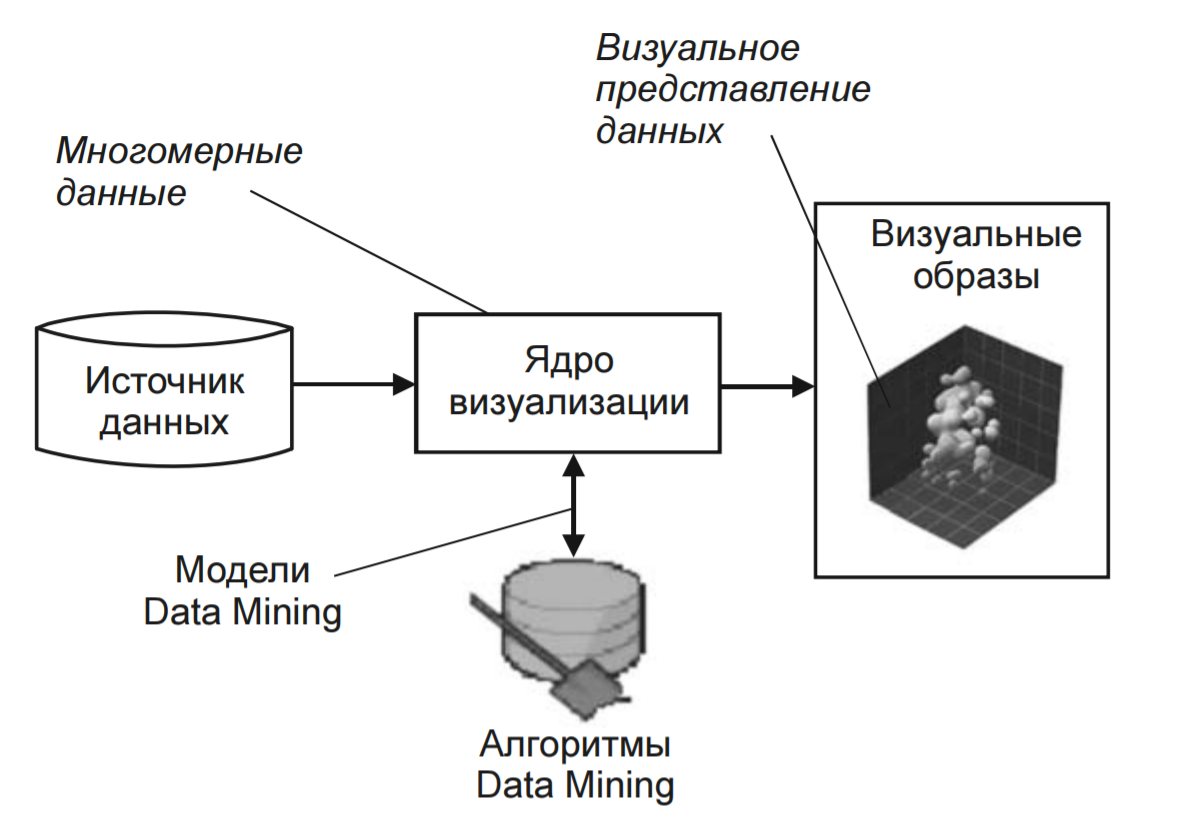 Визуальное
представление
данных
Многомерные
данные
Визуальные
образы
Источник
данных
Ядро
визуализации
Модели
Data Mining
Алгоритмы
Data Mining